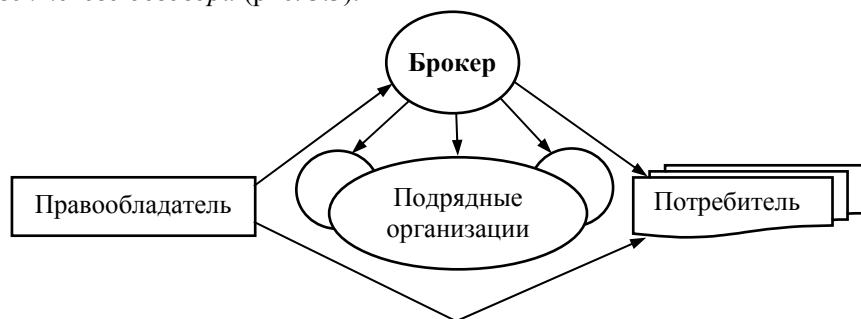 Брокер
Правообладатель
Подрядные
организации
Потребитель